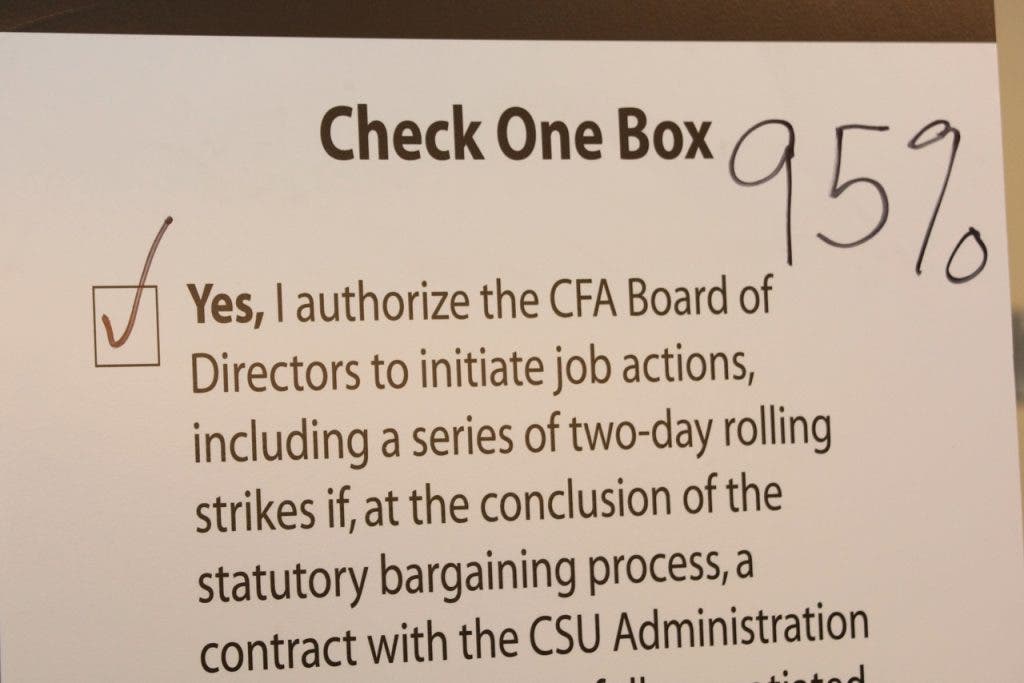 Check One Box 95%
Yes, I authorize the CFA Board of
Directors to initiate job actions,
including a series of two-day rolling
strikes if, at the conclusion of the
statutory bargaining process, a
contract with the CSU Administration